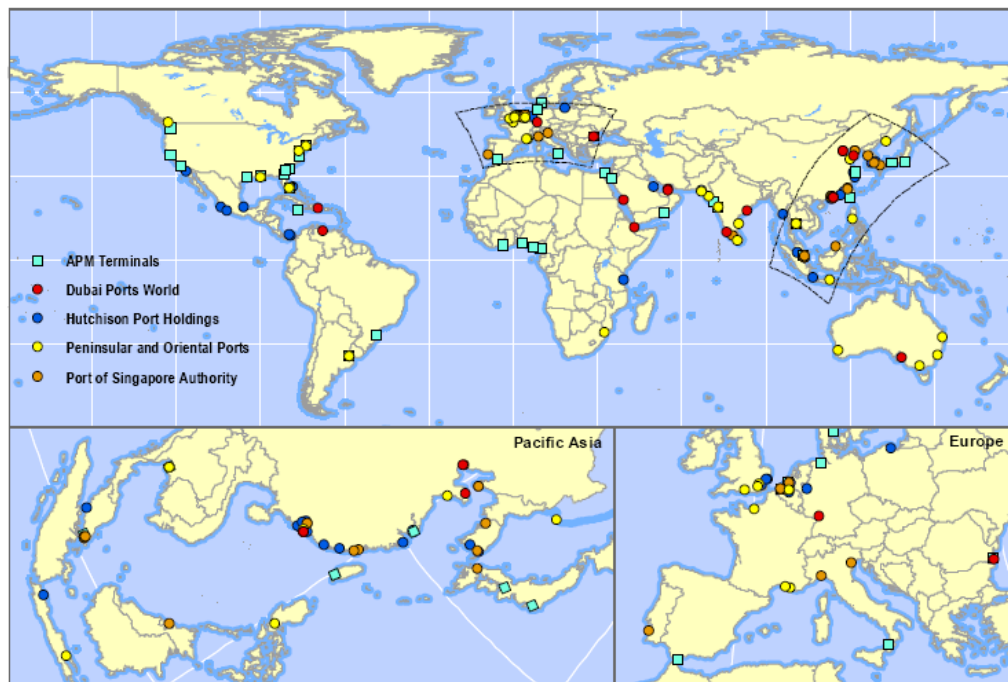 APM Terminals
Dubai Ports World
Hutchison Port Holdings
Peninsular and Oriental Ports
Port of Singapore Authority
Pacific Asia
Europe